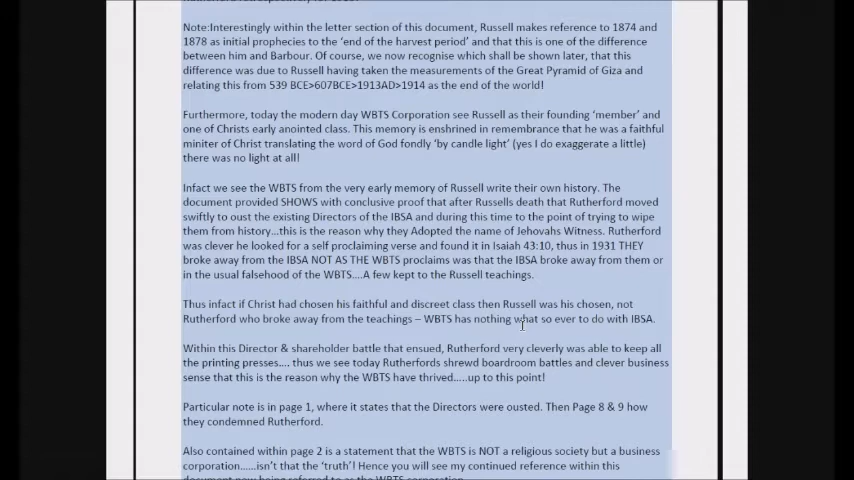 Note:Interestingly within the letter section of this document, Russell makes reference to 1874 and
1878 as initial prophecies to the ‘end of the harvest period’ and that this is one of the difference
between him and Barbour. Of course, we now recognise which shall be shown later, that this
difference was due to Russell having taken the measurements of the Great Pyramid of Giza and
relating this from 539 BCE>607BCE>1913AD>1914 as the end of the world!
Furthermore, today the modern day WBTS Corporation see Russell as their founding ‘member’ and
one of Christs early anointed class. This memory is enshrined in remembrance that he was a faithful
miniter of Christ translating the word of God fondly ‘by candle light’ (yes I do exaggerate a little)
there was no light at all!
Infact we see the WBTS from the very early memory of Russell write their own history. The
document provided SHOWS with conclusive proof that after Russells death that Rutherford moved
swiftly to oust the existing Directors of the IBSA and during this time to the point of trying to wipe
them from history…this is the reason why they Adopted the name of Jehovahs Witness. Rutherford
was clever he looked for a self proclaiming verse and found it in Isaiah 43:10, thus in 1931 THEY
broke away from the IBSA NOT AS THE WBTS proclaims was that the IBSA broke away from them or
in the usual falsehood of the WBTS….A few kept to the Russell teachings.
Thus infact if Christ had chosen his faithful and discreet class then Russell was his chosen, not
Rutherford who broke away from the teachings – WBTS has nothing what so ever to do with IBSA.
Within this Director & shareholder battle that ensued, Rutherford very cleverly was able to keep all
the printing presses…. thus we see today Rutherfords shrewd boardroom battles and clever business
sense that this is the reason why the WBTS have thrived…..up to this point!
Particular note is in page 1, where it states that the Directors were ousted. Then Page 8 & 9 how
they condemned Rutherford.
Also contained within page 2 is a statement that the WBTS is NOT a religious society but a business
corporation……isn’t that the ‘truth’! Hence you will see my continued reference within this
document now being referred to as the WBTS corporation